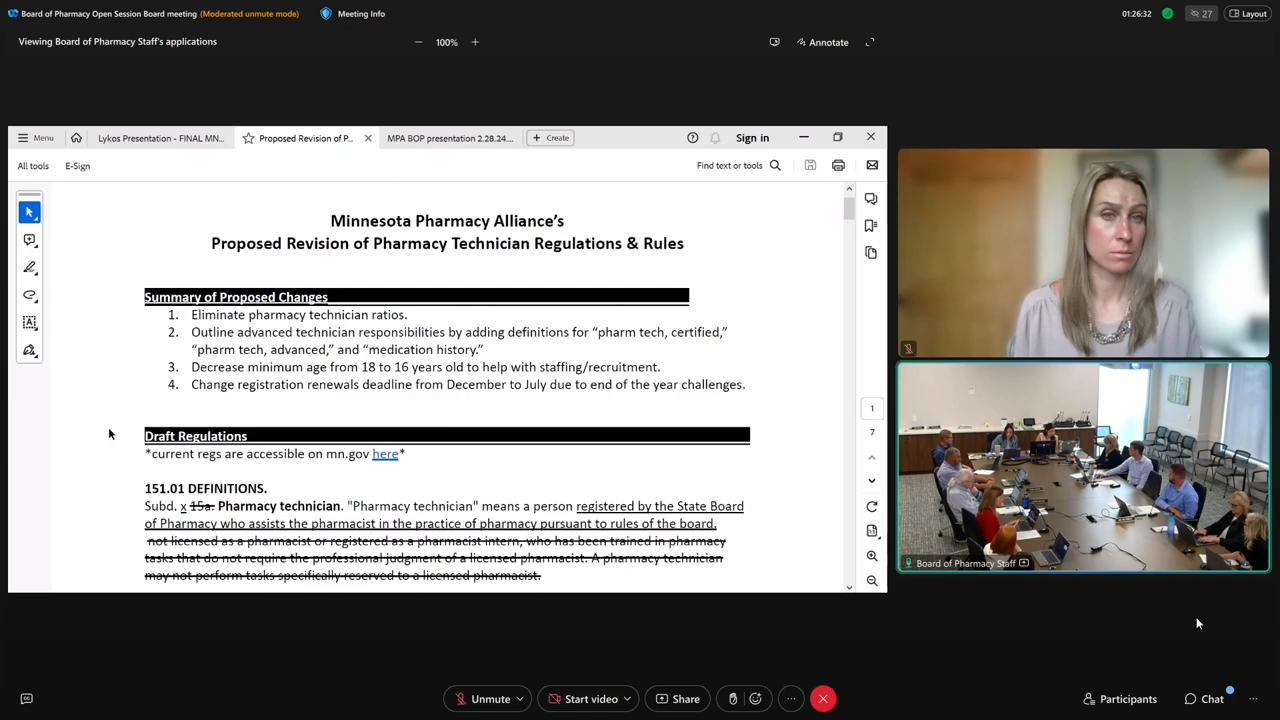 Board of Pharmacy Open Session Board meeting (Moderated unmute mode) Meeting Info 01:26:32 27 Layout
Viewing Board of Pharmacy Staff's applications 100% Annotate
Menu Lykos Presentation - FINAL MN... Proposed Revision of P... MPA BOP presentation 2.28.24.... Create Sign in
All tools E-Sign Find text or tools
Minnesota Pharmacy Alliance's
Proposed Revision of Pharmacy Technician Regulations & Rules
Summary of Proposed Changes
1. Eliminate pharmacy technician ratios.
2. Outline advanced technician responsibilities by adding definitions for “pharm tech, certified,”
“pharm tech, advanced,” and “medication history.”
3. Decrease minimum age from 18 to 16 years old to help with staffing/recruitment.
4. Change registration renewals deadline from December to July due to end of the year challenges.
Draft Regulations
*current regs are accessible on mn.gov here*
151.01 DEFINITIONS.
Subd. x 15a. Pharmacy technician. "Pharmacy technician" means a person registered by the State Board
of Pharmacy who assists the pharmacist in the practice of pharmacy pursuant to rules of the board.
not licensed as a pharmacist or registered as a pharmacist intern, who has been trained in pharmacy
tasks that do not require the professional judgment of a licensed pharmacist. A pharmacy technician
may not perform tasks specifically reserved to a licensed pharmacist.
1
7
Board of Pharmacy Staff
Unmute Start video Share Participants Chat